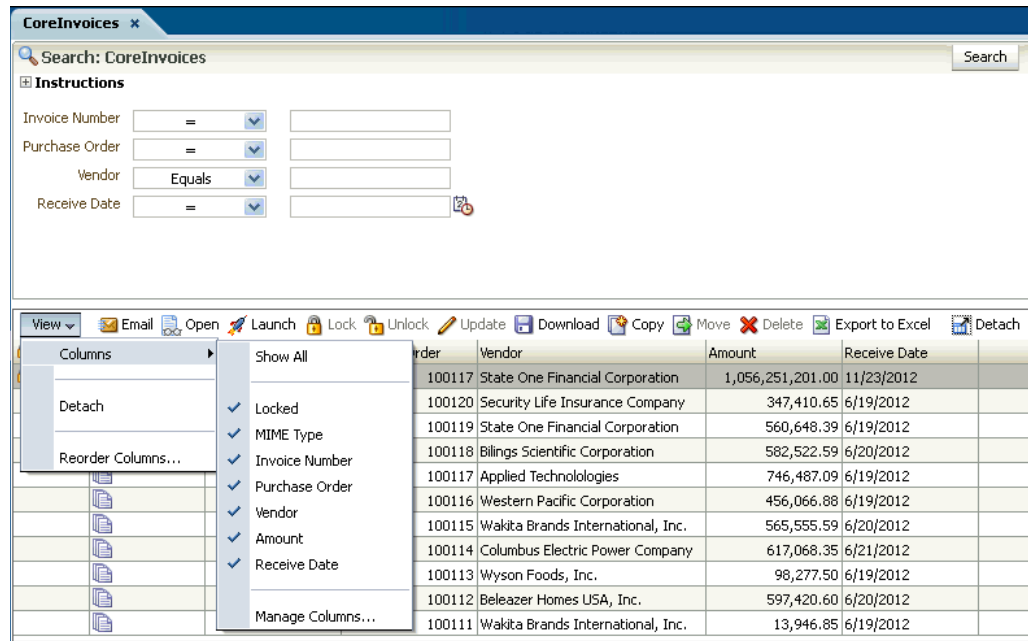 CoreInvoices ×
Search: CoreInvoices Search
Instructions
Invoice Number =
Purchase Order =
Vendor Equals
Receive Date =
View Email Open Launch Lock Unlock Update Download Copy Move Delete Export to Excel Detach
Columns
Detach
Reorder Columns...
Show All
Locked
MIME Type
Invoice Number
Purchase Order
Vendor
Amount
Receive Date
Manage Columns...
rder Vendor Amount Receive Date
100117 State One Financial Corporation 1,056,251,201.00 11/23/2012
100120 Security Life Insurance Company 347,410.65 6/19/2012
100119 State One Financial Corporation 560,648.39 6/19/2012
100118 Bilings Scientific Corporation 582,522.59 6/20/2012
100117 Applied Technolologies 746,487.09 6/19/2012
100116 Western Pacific Corporation 456,066.88 6/19/2012
100115 Wakita Brands International, Inc. 565,555.59 6/20/2012
100114 Columbus Electric Power Company 617,068.35 6/21/2012
100113 Wyson Foods, Inc. 98,277.50 6/19/2012
100112 Beleazer Homes USA, Inc. 597,420.60 6/20/2012
100111 Wakita Brands International, Inc. 13,946.85 6/19/2012